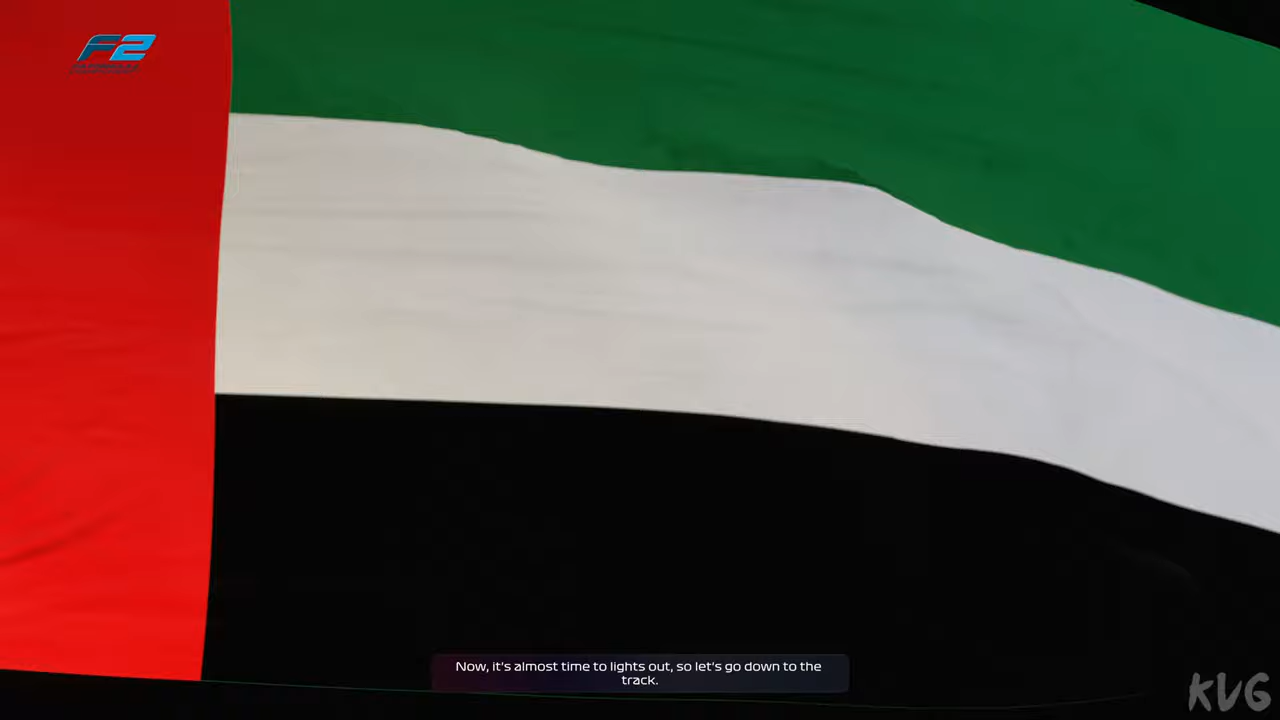 F2
Now, it's almost time to lights out, so let's go down to the
track.
KVG